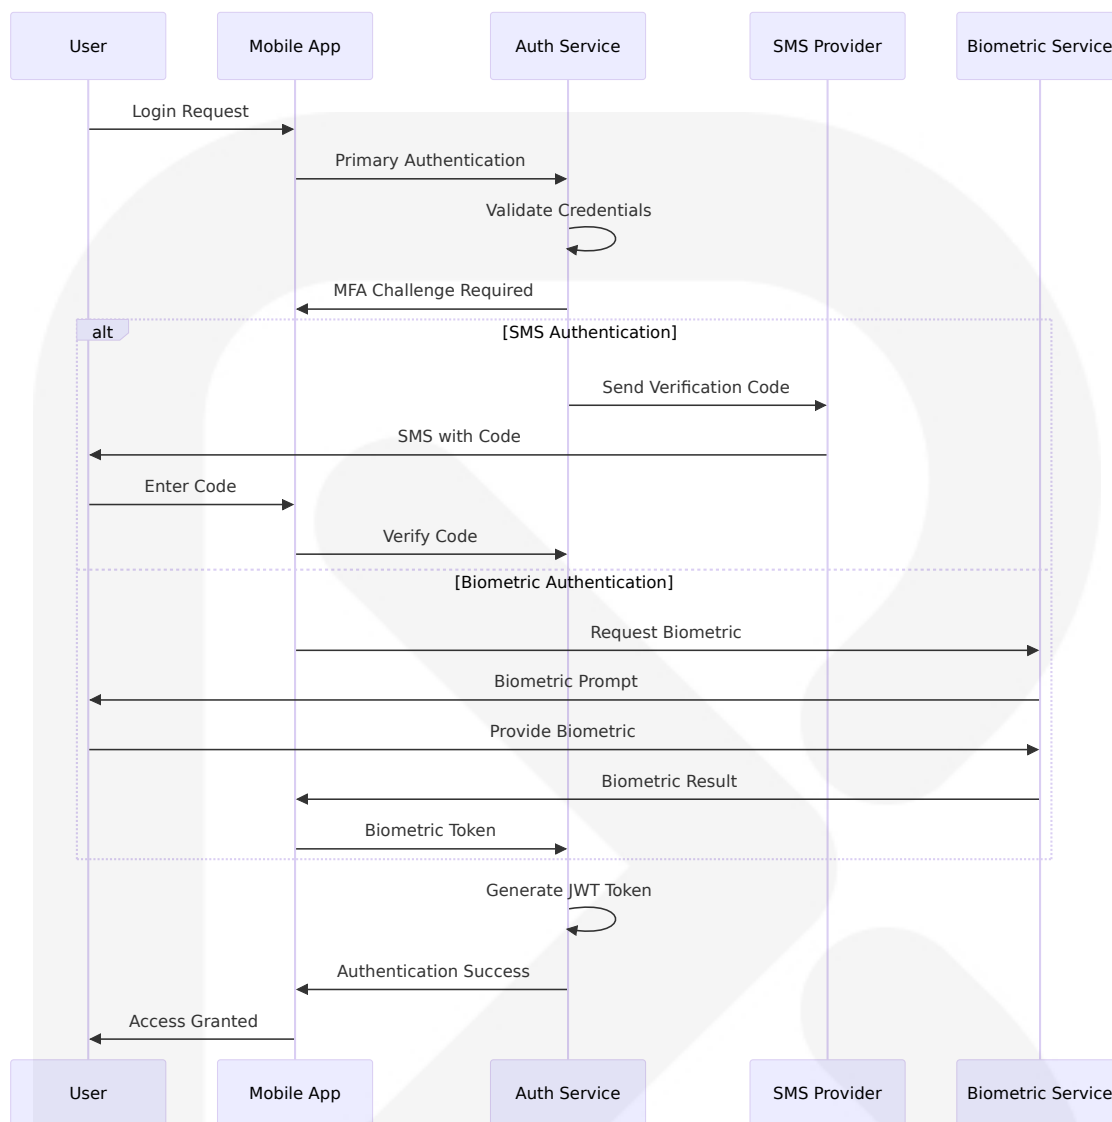 User
Mobile App
Auth Service
SMS Provider
Biometric Service
Login Request
Primary Authentication
Validate Credentials
MFA Challenge Required
alt
[SMS Authentication]
Send Verification Code
SMS with Code
Enter Code
Verify Code
[Biometric Authentication]
Request Biometric
Biometric Prompt
Provide Biometric
Biometric Result
Biometric Token
Generate JWT Token
Authentication Success
Access Granted
User
Mobile App
Auth Service
SMS Provider
Biometric Service